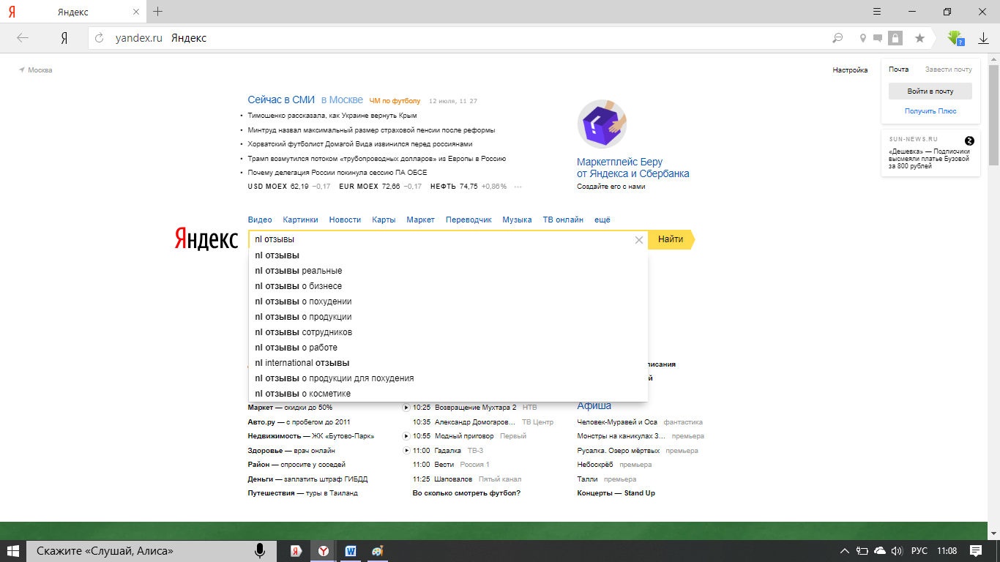 Я Яндекс
Я yandex.ru Яндекс
Москва
Настройка
Почта Завести почту
Войти в почту
Получить Плюс
SUN-NEWS.RU
«Дешевка» — Подписчики
высмеяли платье Бузовой
за 800 рублей
Сейчас в СМИ в Москве ЧМ по футболу 12 июля, 11 27
• Тимошенко рассказала, как Украине вернуть Крым
• Минтруд назвал максимальный размер страховой пенсии после реформы
• Хорватский футболист Домагой Вида извинился перед россиянами
• Трамп возмутился потоком «трубопроводных долларов» из Европы в Россию
• Почему делегация России покинула сессию ПА ОБСЕ
USD MOEX 62,19 −0,17 EUR MOEX 72,66 −0,17 НЕФТЬ 74,75 +0,86% ···
Маркетплейс Беру
от Яндекса и Сбербанка
Создайте его с нами
Видео Картинки Новости Карты Маркет Переводчик Музыка ТВ онлайн ещё
Яндекс
nl отзывы
Найти
nl отзывы
nl отзывы реальные
nl отзывы о бизнесе
nl отзывы о похудении
nl отзывы о продукции
nl отзывы сотрудников
nl отзывы о работе
nl international отзывы
nl отзывы о продукции для похудения
nl отзывы о косметике
Маркет — скидки до 50%
Авто.ру — с пробегом до 2011
Недвижимость — ЖК «Бутово-Парк»
Здоровье — врач онлайн
Район — спросите у соседей
Деньги — заплатить штраф ГИБДД
Путешествия — туры в Таиланд
10:25 Возвращение Мухтара 2 НТВ
10:35 Александр Домогаров... ТВ Центр
10:55 Модный приговор Первый
11:00 Гадалка ТВ-3
11:00 Вести Россия 1
11:25 Шаповалов Пятый канал
Во сколько смотреть футбол?
Афиша
Человек-Муравей и Оса фантастика
Монстры на каникулах 3... премьера
Русалка. Озеро мёртвых премьера
Небоскрёб премьера
Талли премьера
Концерты — Stand Up
Скажите «Слушай, Алиса»
РУС 11:08